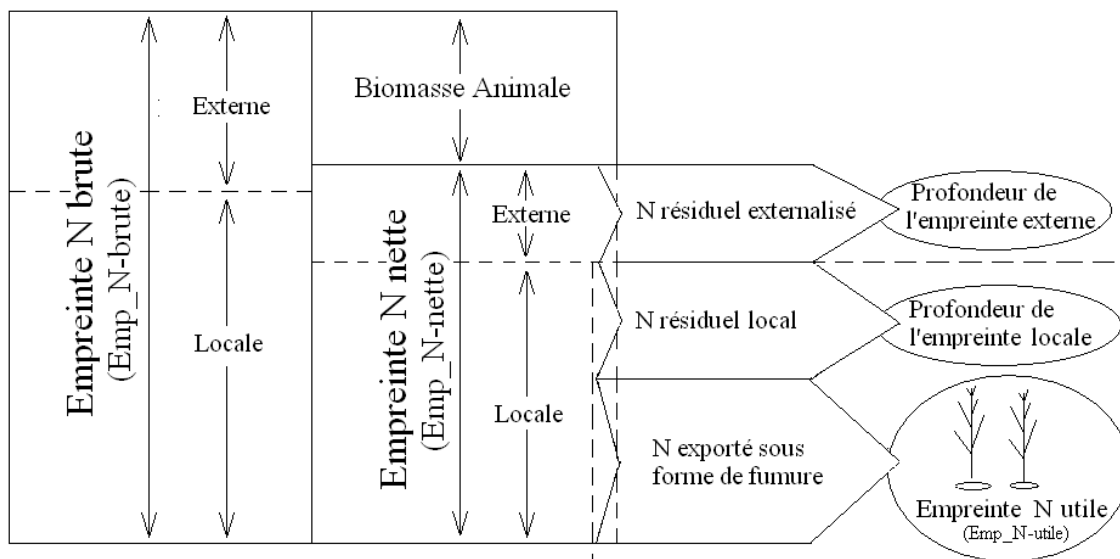 Empreinte N brute
(Emp_N-brute)
Externe
Locale
Biomasse Animale
Empreinte N nette
(Emp_N-nette)
Externe
Locale
N résiduel externalisé
Profondeur de
l'empreinte externe
N résiduel local
Profondeur de
l'empreinte locale
N exporté sous
forme de fumure
Empreinte N utile
(Emp_N-utile)